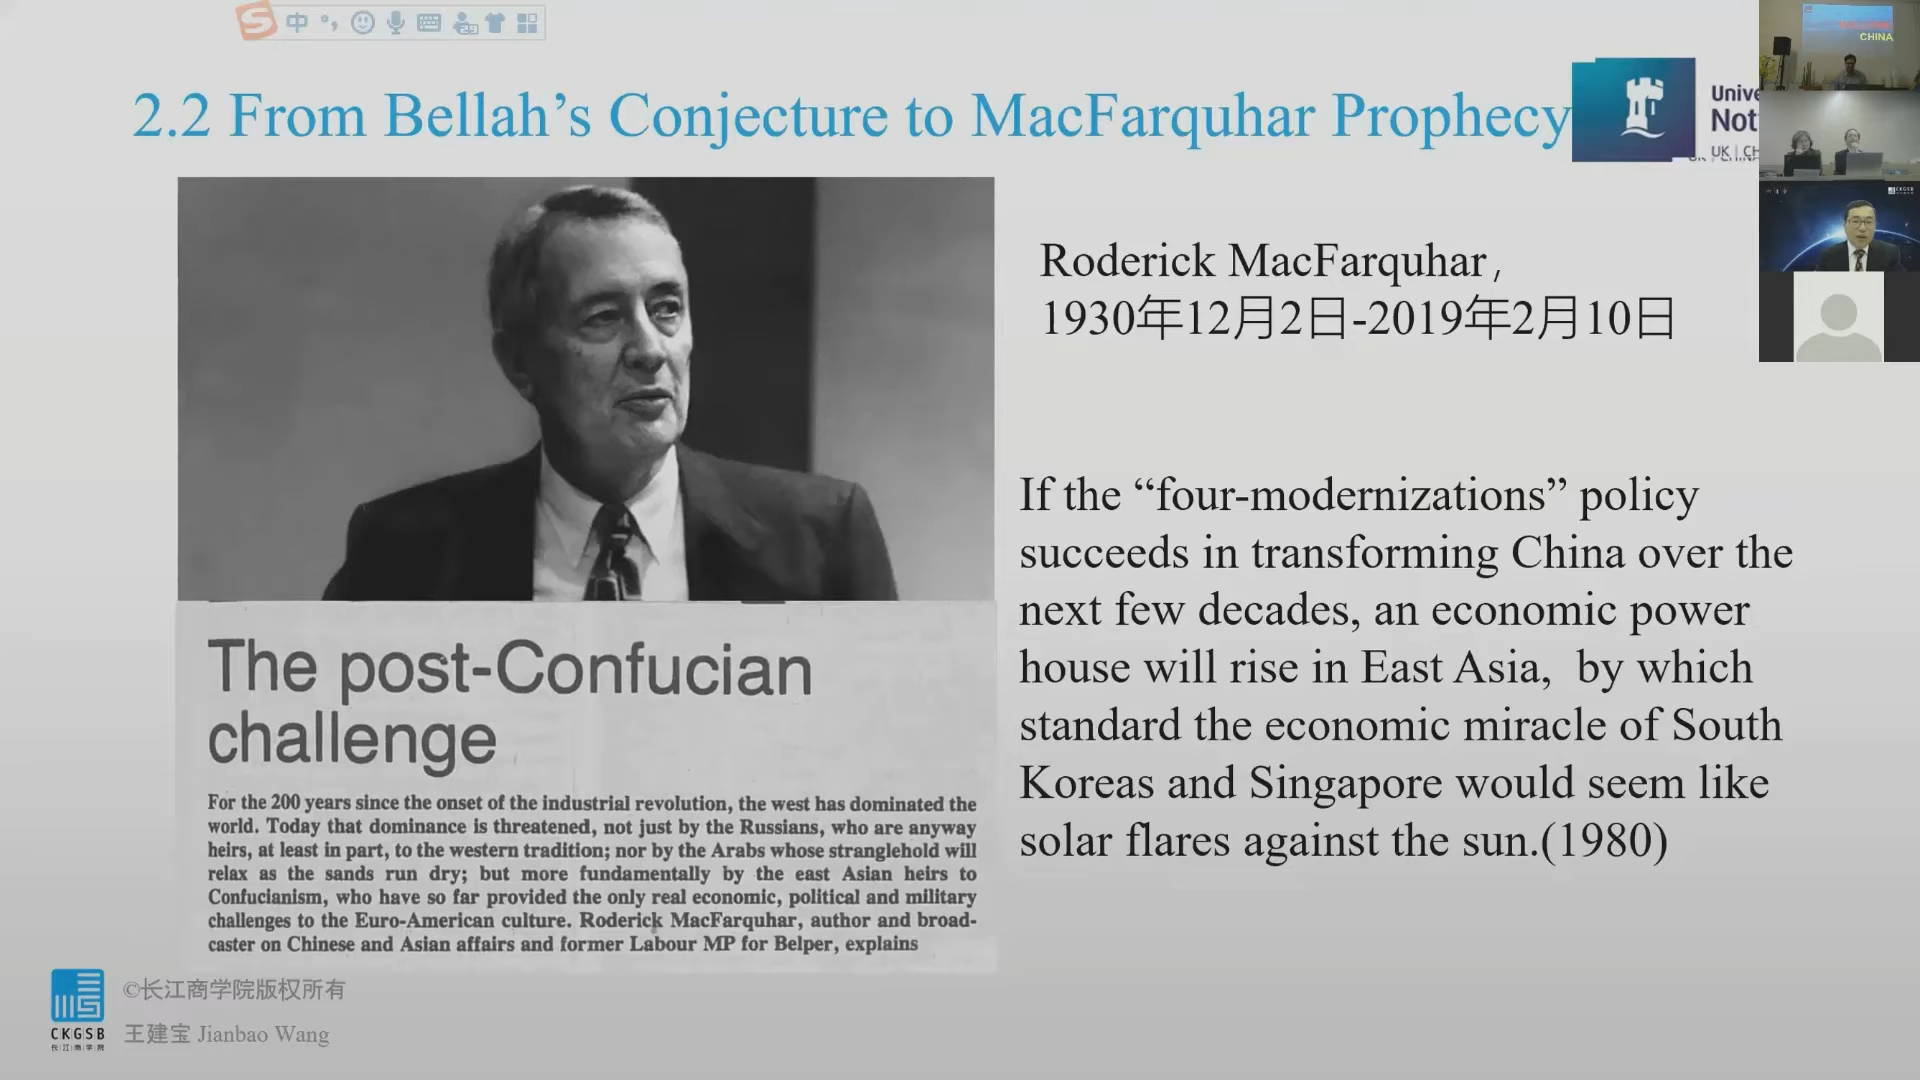 中
2.2 From Bellah’s Conjecture to MacFarquhar Prophecy
Roderick MacFarquhar,
1930年12月2日-2019年2月10日
If the “four-modernizations” policy
succeeds in transforming China over the
next few decades, an economic power
house will rise in East Asia, by which
standard the economic miracle of South
Koreas and Singapore would seem like
solar flares against the sun.(1980)
The post-Confucian
challenge
For the 200 years since the onset of the industrial revolution, the west has dominated the
world. Today that dominance is threatened, not just by the Russians, who are anyway
heirs, at least in part, to the western tradition; nor by the Arabs whose stranglehold will
relax as the sands run dry; but more fundamentally by the east Asian heirs to
Confucianism, who have so far provided the only real economic, political and military
challenges to the Euro-American culture. Roderick MacFarquhar, author and broad-
caster on Chinese and Asian affairs and former Labour MP for Belper, explains
CKGSB
长江商学院
©长江商学院版权所有
王建宝 Jianbao Wang
Unive
Not
UK | CH
CHINA
CKGSB